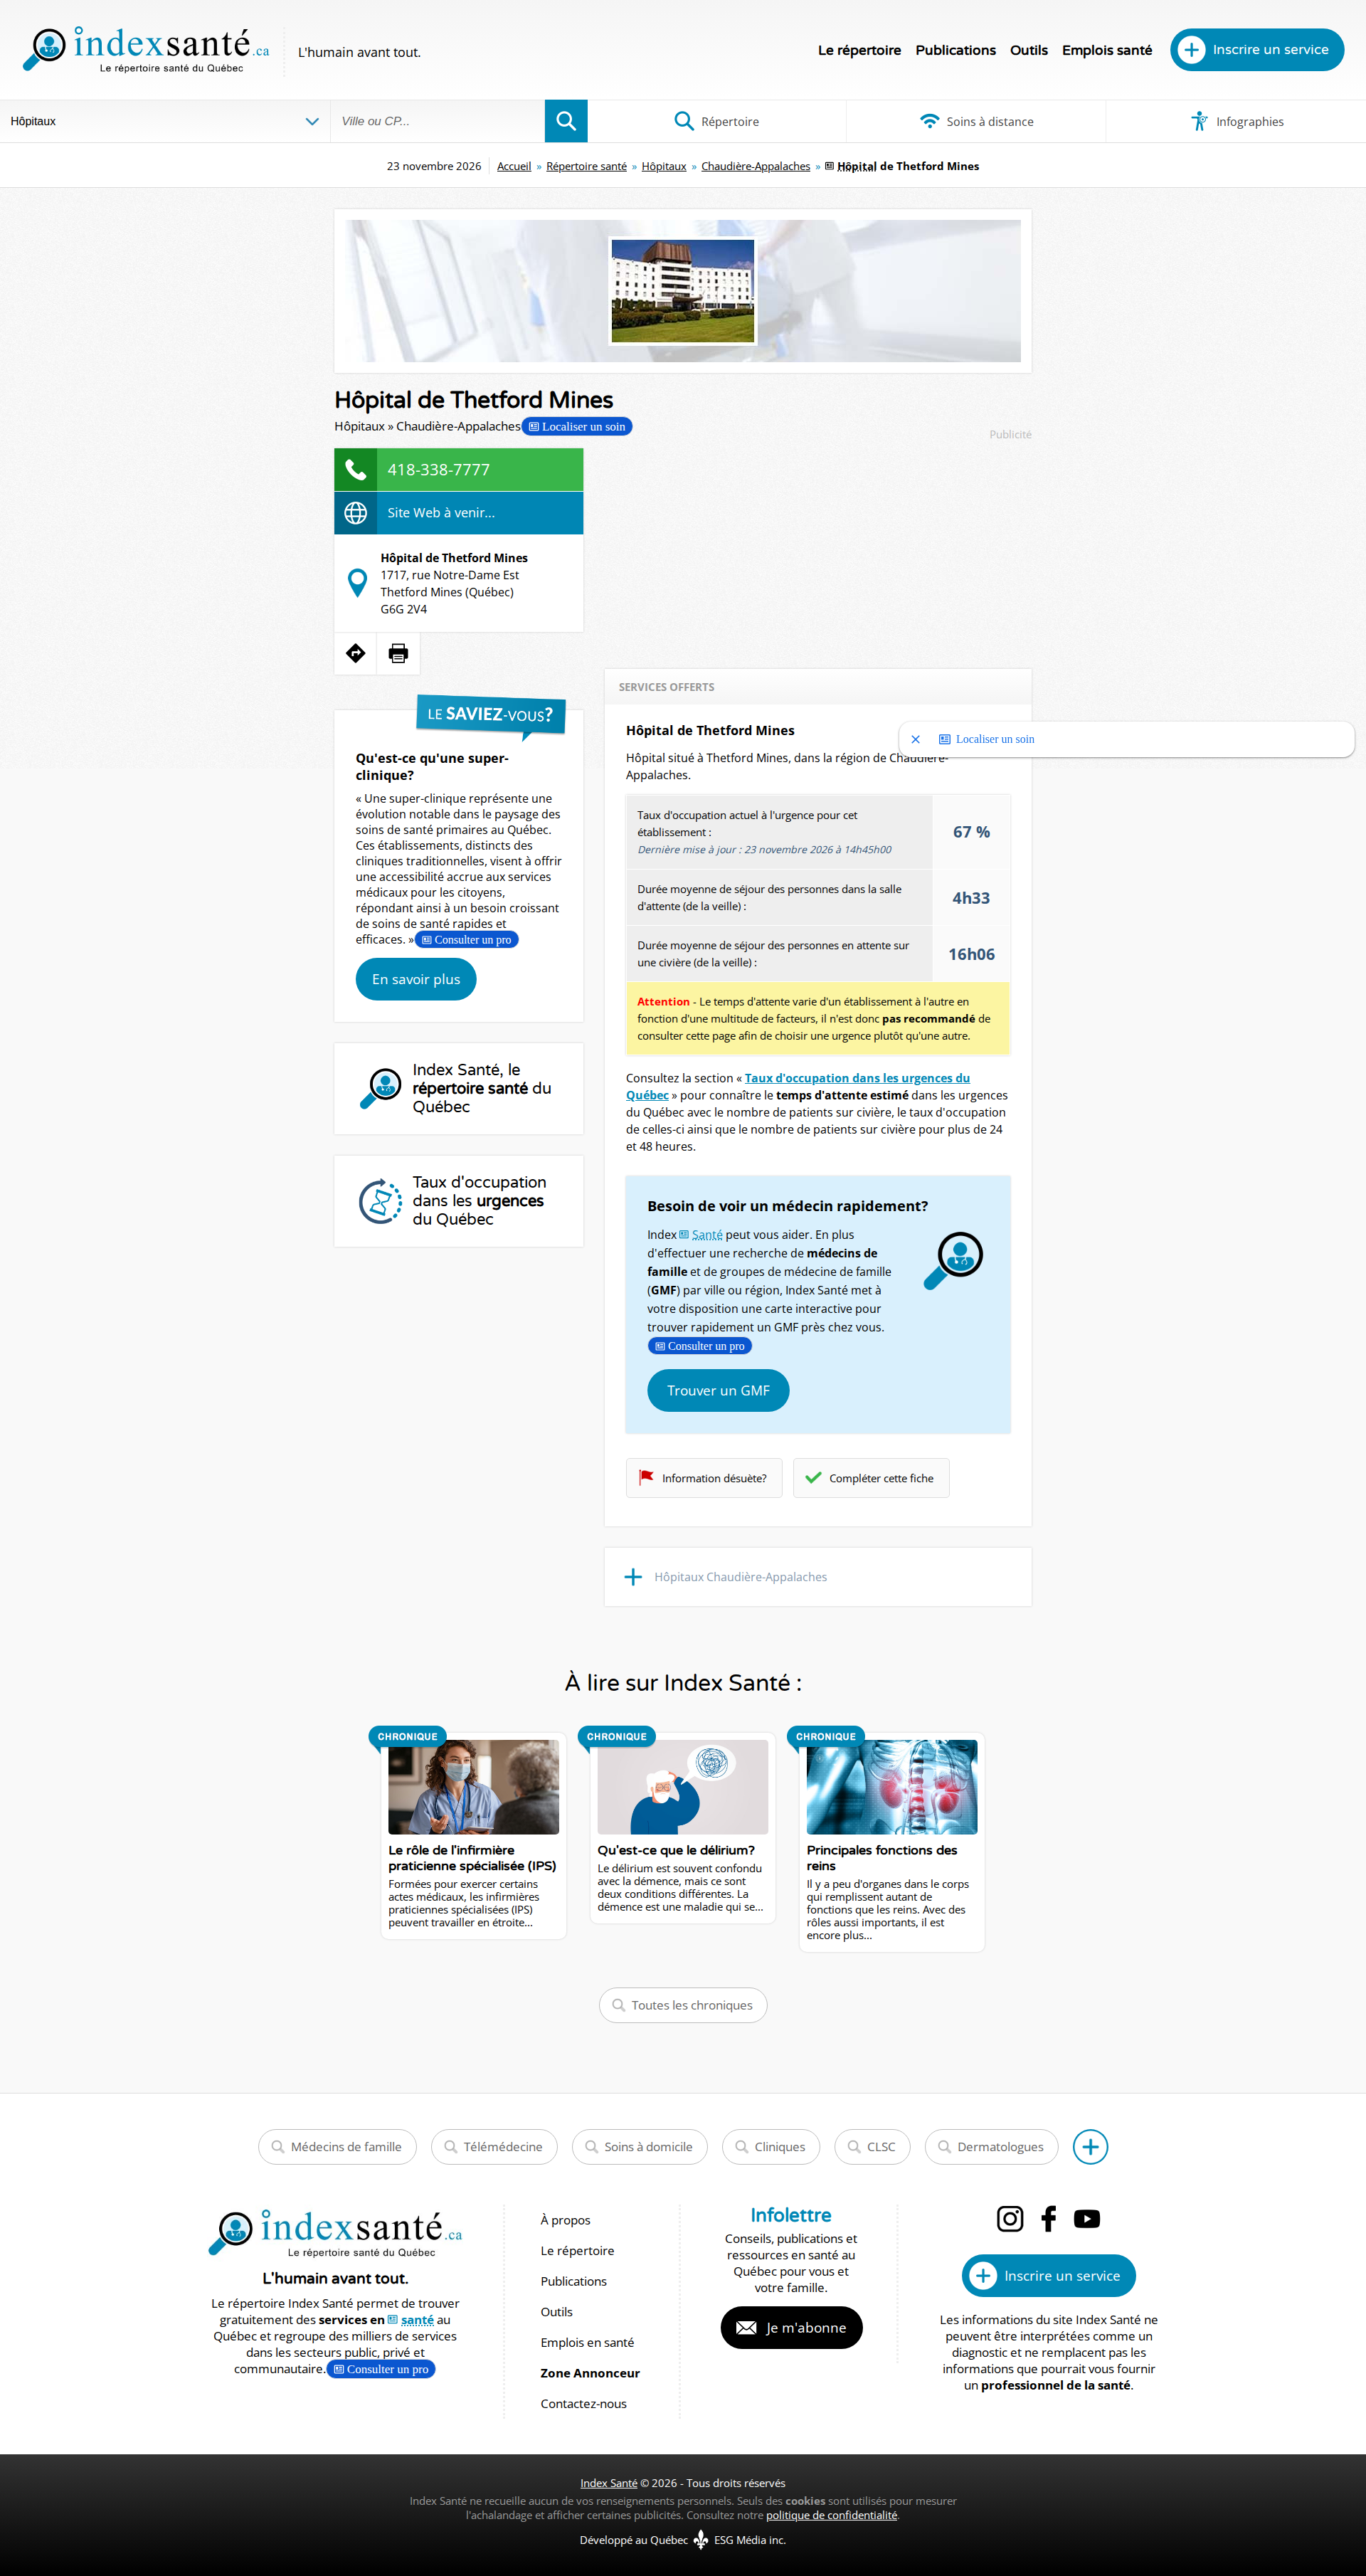 indexsanté.ca
Le répertoire santé du Québec
L'humain avant tout.
Le répertoire
Publications
Outils
Emplois santé
Inscrire un service
Hôpitaux
Ville ou CP...
Répertoire
Soins à distance
Infographies
23 novembre 2026 Accueil » Répertoire santé » Hôpitaux » Chaudière-Appalaches » Hôpital de Thetford Mines
Hôpital de Thetford Mines
Hôpitaux » Chaudière-Appalaches Localiser un soin
Publicité
418-338-7777
Site Web à venir...
Hôpital de Thetford Mines
1717, rue Notre-Dame Est
Thetford Mines (Québec)
G6G 2V4
LE SAVIEZ-VOUS?
Qu'est-ce qu'une super-
clinique?
« Une super-clinique représente une
évolution notable dans le paysage des
soins de santé primaires au Québec.
Ces établissements, distincts des
cliniques traditionnelles, visent à offrir
une accessibilité accrue aux services
médicaux pour les citoyens,
répondant ainsi à un besoin croissant
de soins de santé rapides et
efficaces. » Consulter un pro
En savoir plus
Index Santé, le
répertoire santé du
Québec
Taux d'occupation
dans les urgences
du Québec
SERVICES OFFERTS
Hôpital de Thetford Mines
Localiser un soin
Hôpital situé à Thetford Mines, dans la région de Chaudière-
Appalaches.
Taux d'occupation actuel à l'urgence pour cet
établissement :
Dernière mise à jour : 23 novembre 2026 à 14h45h00
67 %
Durée moyenne de séjour des personnes dans la salle
d'attente (de la veille) :
4h33
Durée moyenne de séjour des personnes en attente sur
une civière (de la veille) :
16h06
Attention - Le temps d'attente varie d'un établissement à l'autre en
fonction d'une multitude de facteurs, il n'est donc pas recommandé de
consulter cette page afin de choisir une urgence plutôt qu'une autre.
Consultez la section « Taux d'occupation dans les urgences du
Québec » pour connaître le temps d'attente estimé dans les urgences
du Québec avec le nombre de patients sur civière, le taux d'occupation
de celles-ci ainsi que le nombre de patients sur civière pour plus de 24
et 48 heures.
Besoin de voir un médecin rapidement?
Index Santé peut vous aider. En plus
d'effectuer une recherche de médecins de
famille et de groupes de médecine de famille
(GMF) par ville ou région, Index Santé met à
votre disposition une carte interactive pour
trouver rapidement un GMF près chez vous.
Consulter un pro
Trouver un GMF
Information désuète?
Compléter cette fiche
Hôpitaux Chaudière-Appalaches
À lire sur Index Santé :
CHRONIQUE
Le rôle de l'infirmière
praticienne spécialisée (IPS)
Formées pour exercer certains
actes médicaux, les infirmières
praticiennes spécialisées (IPS)
peuvent travailler en étroite...
CHRONIQUE
Qu'est-ce que le délirium?
Le délirium est souvent confondu
avec la démence, mais ce sont
deux conditions différentes. La
démence est une maladie qui se...
CHRONIQUE
Principales fonctions des
reins
Il y a peu d'organes dans le corps
qui remplissent autant de
fonctions que les reins. Avec des
rôles aussi importants, il est
encore plus...
Toutes les chroniques
Médecins de famille
Télémédecine
Soins à domicile
Cliniques
CLSC
Dermatologues
indexsanté.ca
Le répertoire santé du Québec
L'humain avant tout.
Le répertoire Index Santé permet de trouver
gratuitement des services en santé au
Québec et regroupe des milliers de services
dans les secteurs public, privé et
communautaire. Consulter un pro
À propos
Le répertoire
Publications
Outils
Emplois en santé
Zone Annonceur
Contactez-nous
Infolettre
Conseils, publications et
ressources en santé au
Québec pour vous et
votre famille.
Je m'abonne
Inscrire un service
Les informations du site Index Santé ne
peuvent être interprétées comme un
diagnostic et ne remplacent pas les
informations que pourrait vous fournir
un professionnel de la santé.
Index Santé © 2026 - Tous droits réservés
Index Santé ne recueille aucun de vos renseignements personnels. Seuls des cookies sont utilisés pour mesurer
l'achalandage et afficher certaines publicités. Consultez notre politique de confidentialité.
Développé au Québec ESG Média inc.